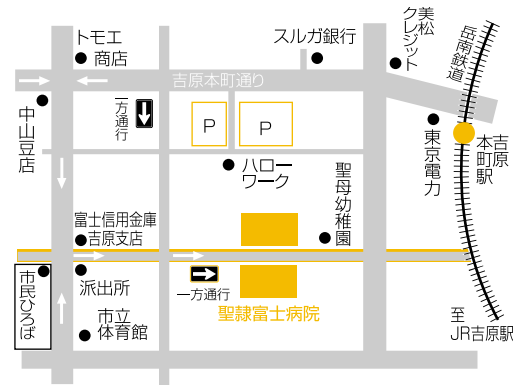 トモエ
商店
スルガ銀行
美松
クレジット
岳南鉄道
吉原本町通り
中山豆店
一方通行
P
P
ハロー
ワーク
東京電力
吉原
本町駅
聖母幼稚園
富士信用金庫
吉原支店
派出所
一方通行
聖隷富士病院
市民ひろば
市立
体育館
至
JR吉原駅